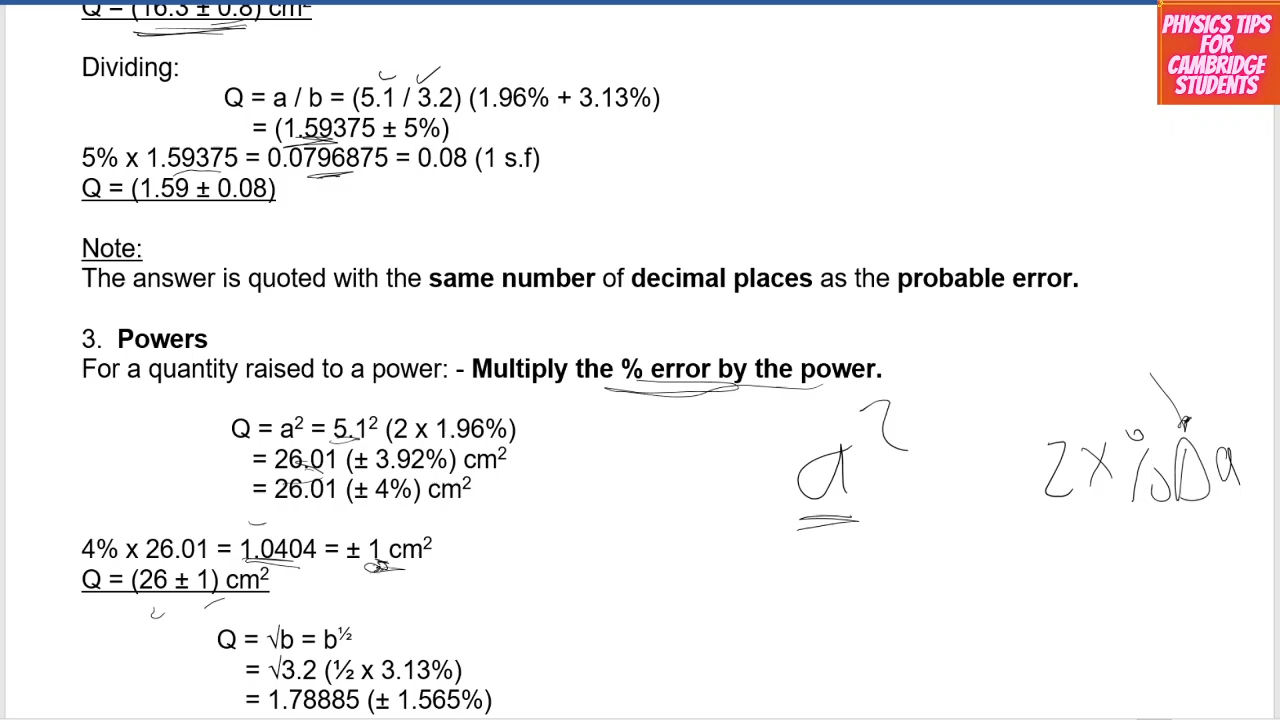 Q = (16.3 ± 0.8) cm²
PHYSICS TIPS
FOR
CAMBRIDGE
STUDENTS
Dividing:
Q = a / b = (5.1 / 3.2) (1.96% + 3.13%)
= (1.59375 ± 5%)
5% x 1.59375 = 0.0796875 = 0.08 (1 s.f)
Q = (1.59 ± 0.08)
Note:
The answer is quoted with the same number of decimal places as the probable error.
3. Powers
For a quantity raised to a power: - Multiply the % error by the power.
Q = a² = 5.1² (2 x 1.96%)
= 26.01 (± 3.92%) cm²
= 26.01 (± 4%) cm²
a²
2 x % Δa
4% x 26.01 = 1.0404 = ± 1 cm²
Q = (26 ± 1) cm²
Q = √b = b^½
= √3.2 (½ x 3.13%)
= 1.78885 (± 1.565%)